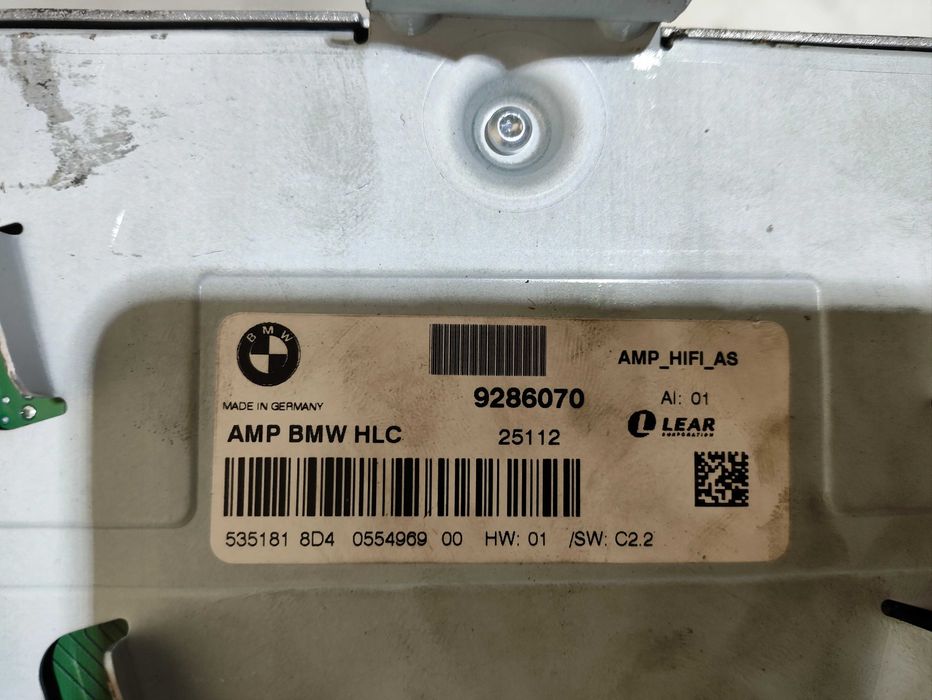 BMW
AMP_HIFI_AS
9286070
AI: 01
MADE IN GERMANY
LEAR
CORPORATION
AMP BMW HLC
25112
535181 8D4 0554969 00 HW: 01 /SW: C2.2